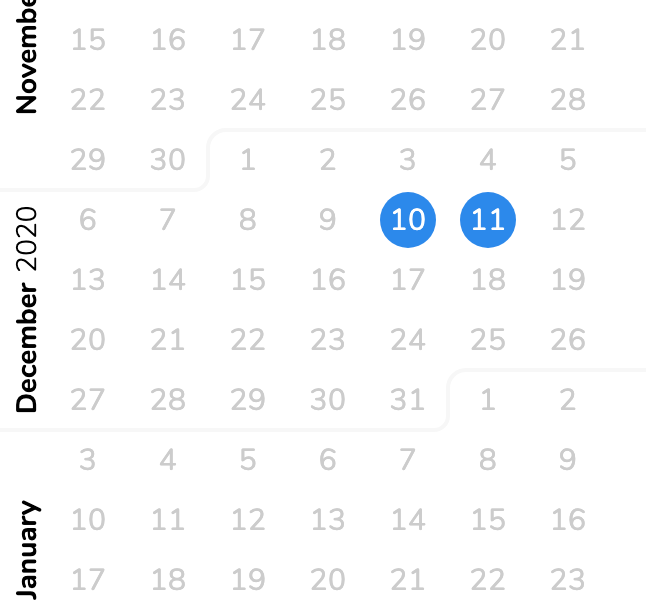 Novembe
15 16 17 18 19 20 21
22 23 24 25 26 27 28
29 30 1 2 3 4 5
December 2020
6 7 8 9 10 11 12
13 14 15 16 17 18 19
20 21 22 23 24 25 26
27 28 29 30 31 1 2
January
3 4 5 6 7 8 9
10 11 12 13 14 15 16
17 18 19 20 21 22 23